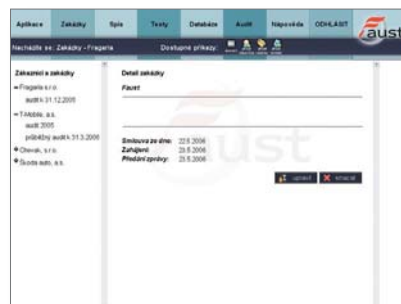 Aplikace Zakázky Spis Testy Databáze Audit Nápověda ODHLÁSIT
Faust
Nacházíte se: Zakázky - Fragaria Dostupné příkazy:
Zákazníci a zakázky
Fragaria s.r.o.
audit k 31.12.2005
T-Mobile, a.s.
audit 2005
průběžný audit k 31.3.2006
Chevak, s.r.o.
Škoda auto, a.s.
Detail zakázky
Faust
Smlouva ze dne: 22.5.2006
Zahájení: 23.5.2006
Předání zprávy: 23.5.2006
upravit smazat